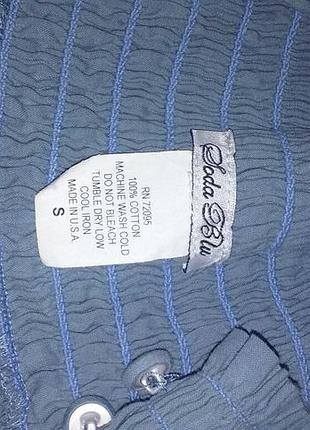 Soda Blu
RN 72095
100% COTTON
MACHINE WASH COLD
DO NOT BLEACH
TUMBLE DRY LOW
COOL IRON
MADE IN U.S.A.
S